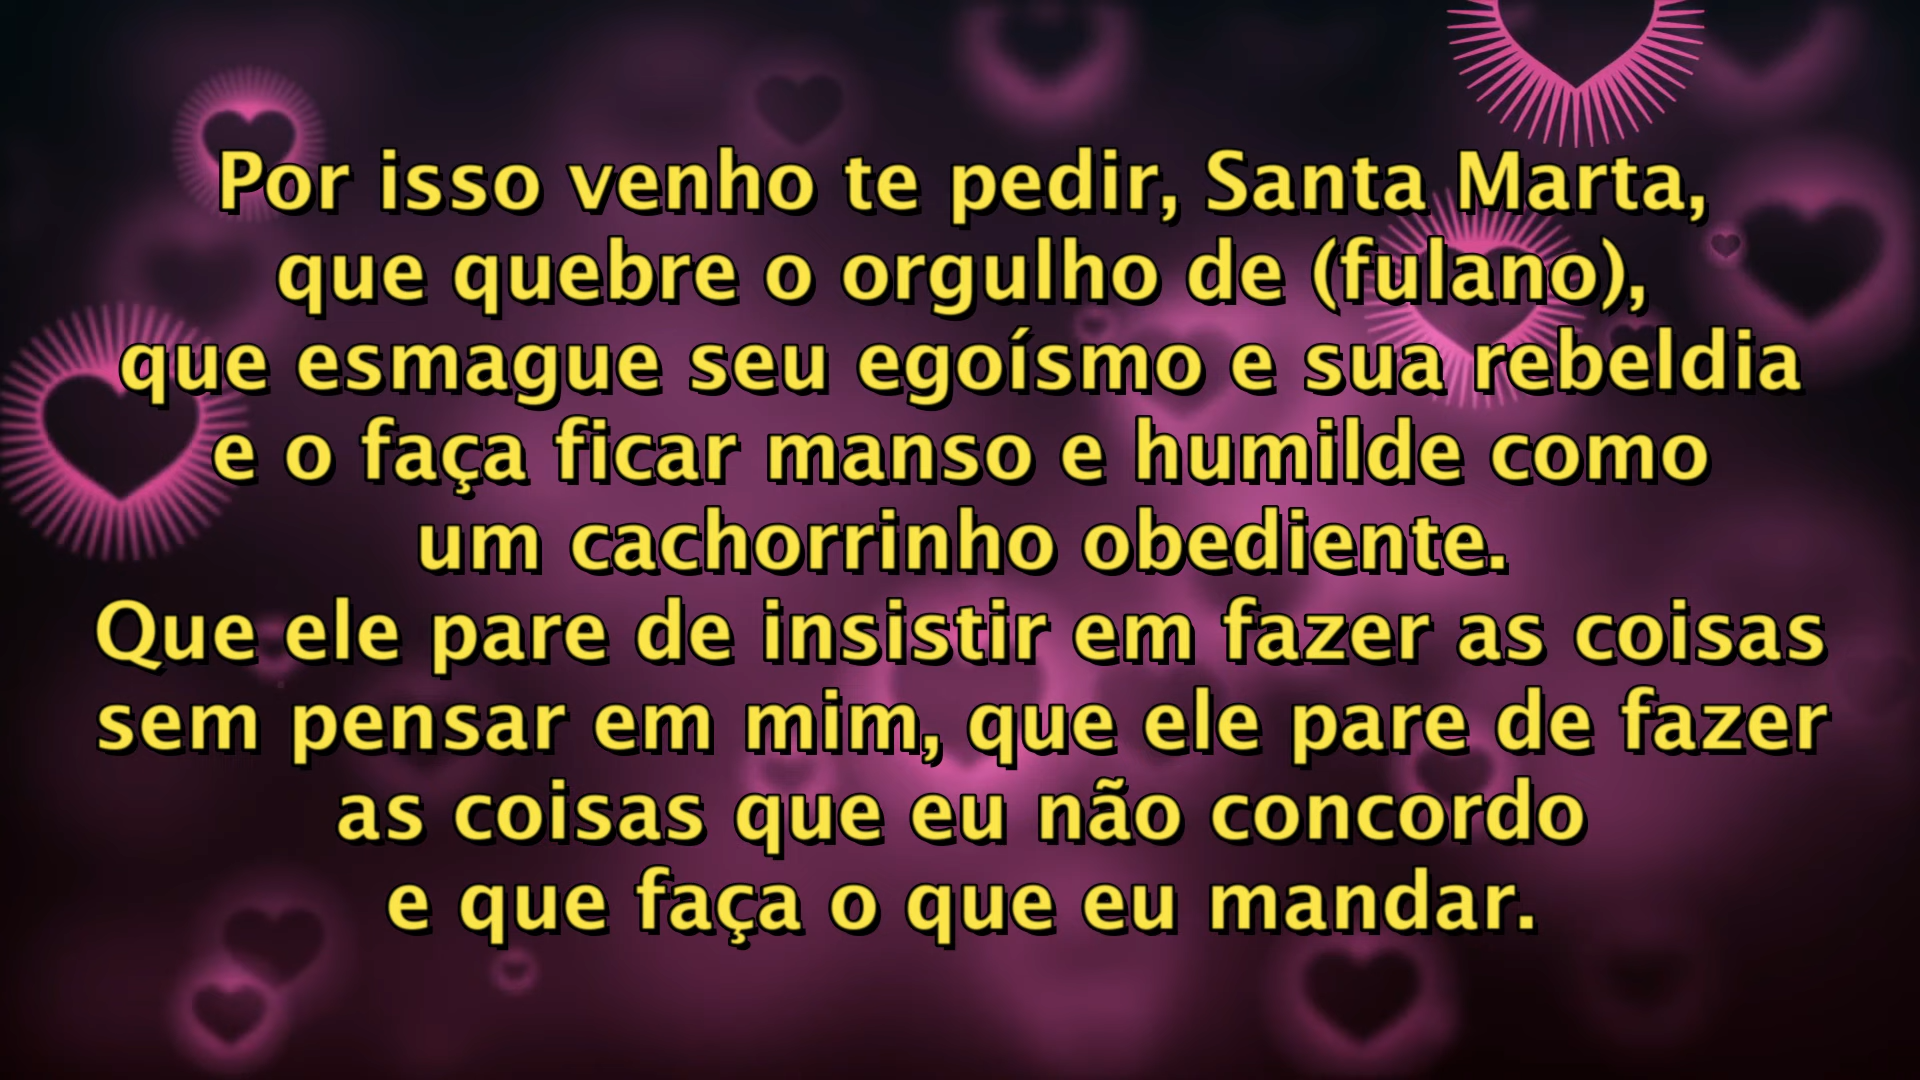 Por isso venho te pedir, Santa Marta,
que quebre o orgulho de (fulano),
que esmague seu egoísmo e sua rebeldia
e o faça ficar manso e humilde como
um cachorrinho obediente.
Que ele pare de insistir em fazer as coisas
sem pensar em mim, que ele pare de fazer
as coisas que eu não concordo
e que faça o que eu mandar.